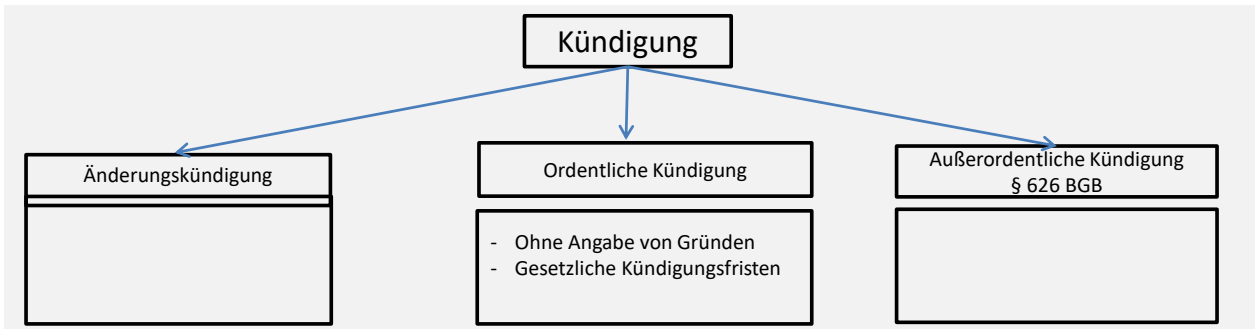 Kündigung
Änderungskündigung
Ordentliche Kündigung
Außerordentliche Kündigung
§ 626 BGB
- Ohne Angabe von Gründen
- Gesetzliche Kündigungsfristen